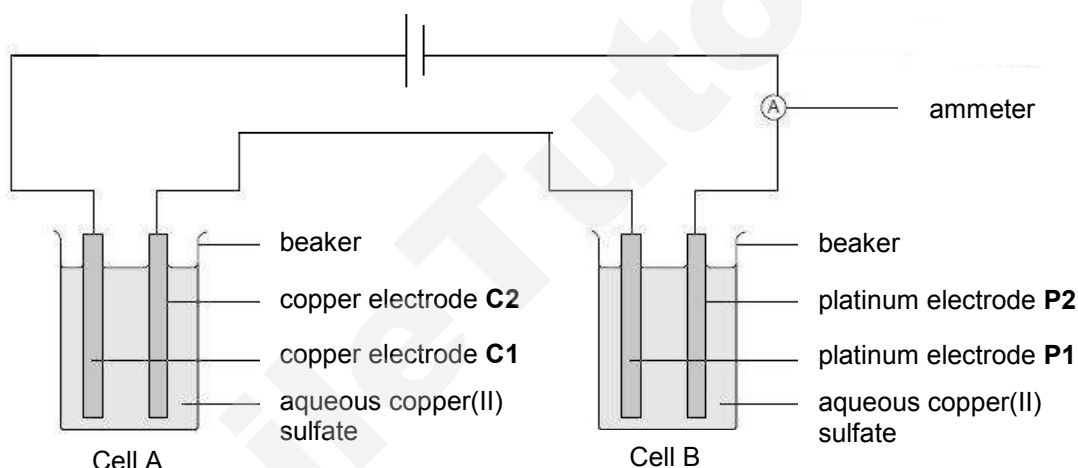 A
ammeter
beaker
copper electrode C2
copper electrode C1
aqueous copper(II)
sulfate
Cell A
beaker
platinum electrode P2
platinum electrode P1
aqueous copper(II)
sulfate
Cell B